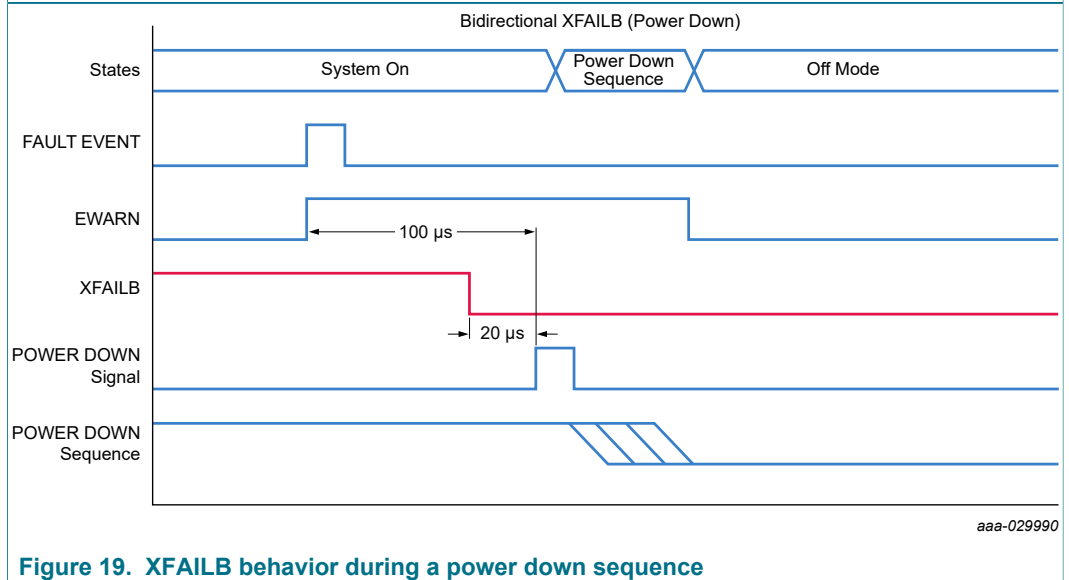 Bidirectional XFAILB (Power Down)
States
System On
Power Down
Sequence
Off Mode
FAULT EVENT
EWARN
100 µs
XFAILB
20 µs
POWER DOWN
Signal
POWER DOWN
Sequence
aaa-029990
Figure 19. XFAILB behavior during a power down sequence